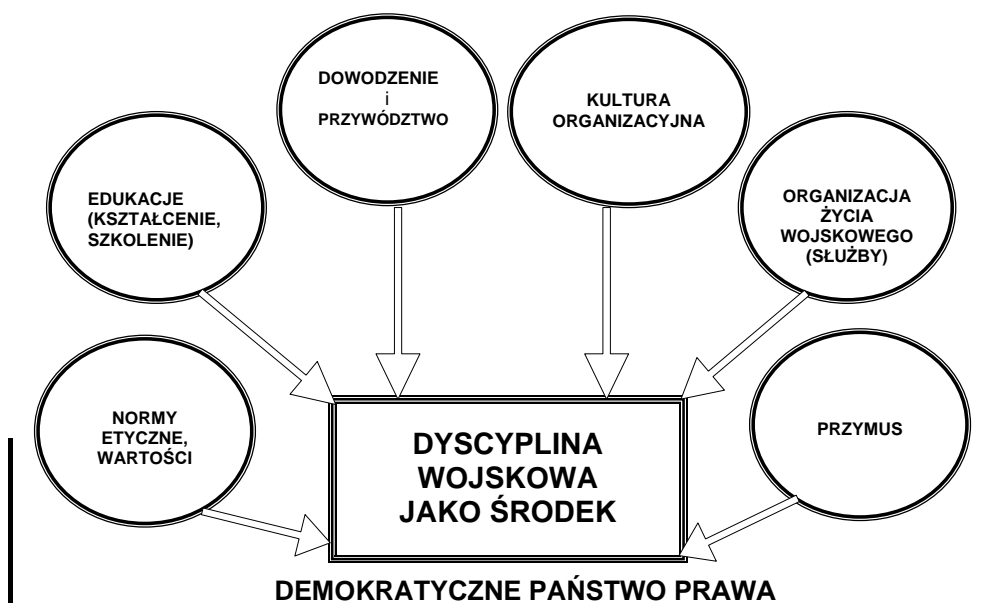 DOWODZENIE
i
PRZYWÓDZTWO
KULTURA
ORGANIZACYJNA
EDUKACJE
(KSZTAŁCENIE,
SZKOLENIE)
ORGANIZACJA
ŻYCIA
WOJSKOWEGO
(SŁUŻBY)
NORMY
ETYCZNE,
WARTOŚCI
PRZYMUS
DYSCYPLINA
WOJSKOWA
JAKO ŚRODEK
DEMOKRATYCZNE PAŃSTWO PRAWA